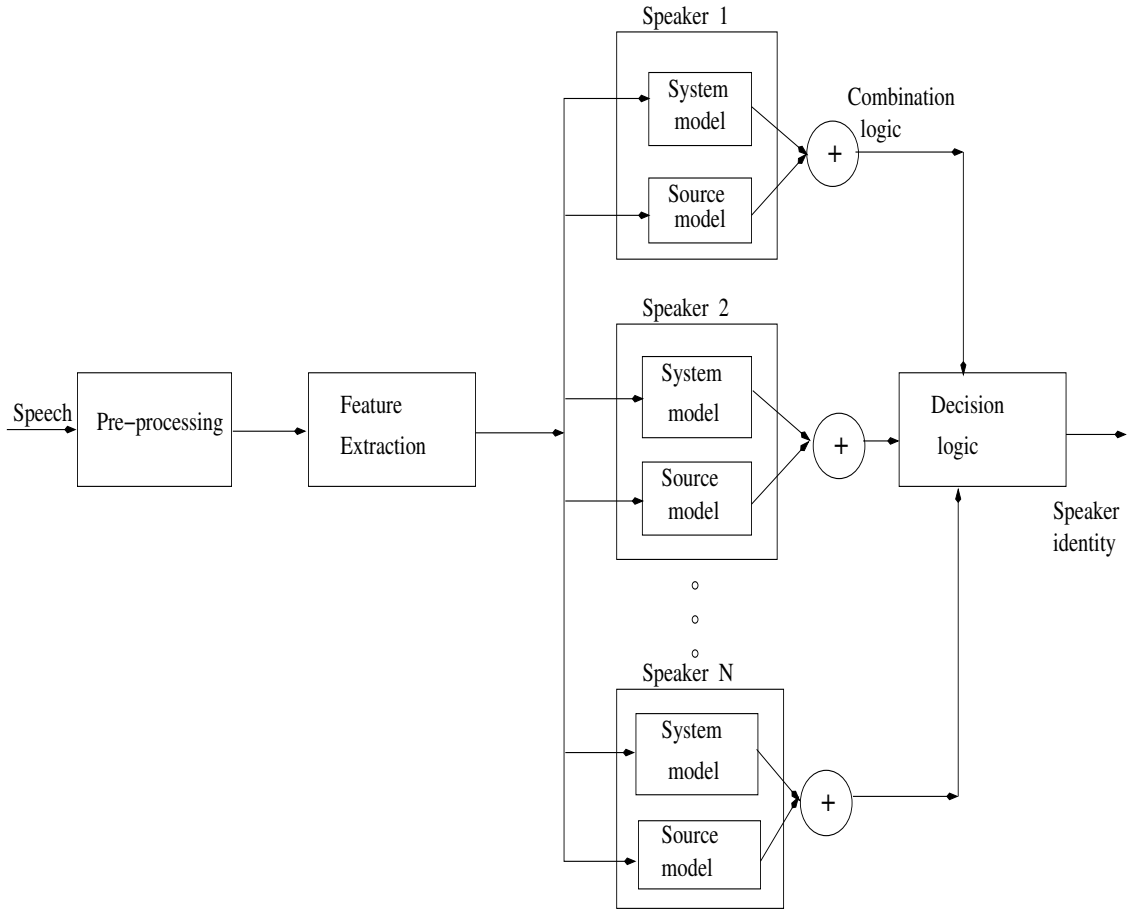 Speech
Pre-processing
Feature
Extraction
Speaker 1
System
model
Source
model
+
Combination
logic
Speaker 2
System
model
Source
model
+
Speaker N
System
model
Source
model
+
Decision
logic
Speaker
identity